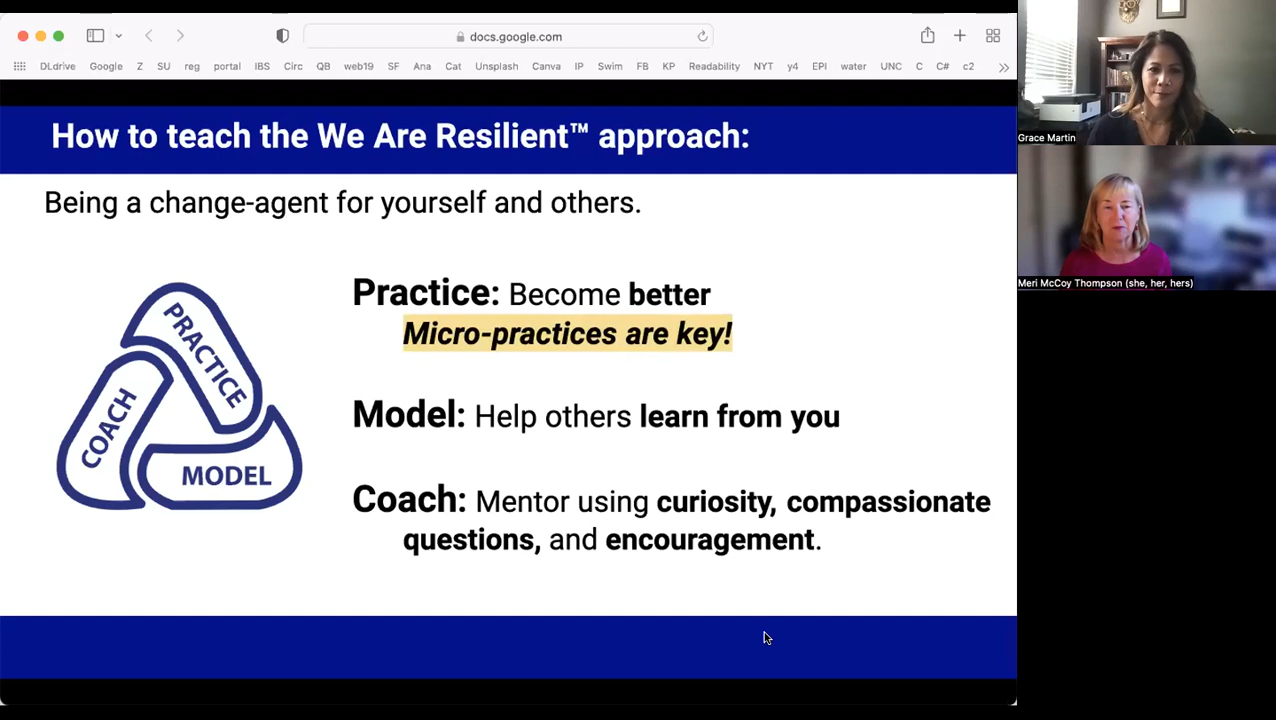 docs.google.com
DLdrive Google Z SU reg portal IBS Circ QD webst SF Ana Cat Unsplash Canva IP Swim FB KP Readability NYT y4 EPI water UNC C C# c2
Grace Martin
How to teach the We Are Resilient™ approach:
Being a change-agent for yourself and others.
Meri McCoy Thompson (she, her, hers)
PRACTICE
COACH
MODEL
Practice: Become better
Micro-practices are key!
Model: Help others learn from you
Coach: Mentor using curiosity, compassionate
questions, and encouragement.